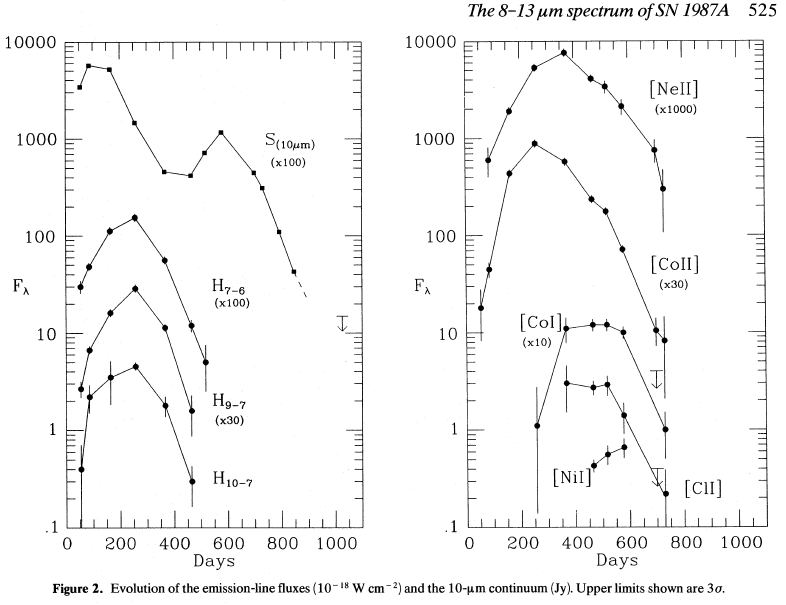 The 8–13 μm spectrum of SN 1987A 525
10000
1000
100
10
1
.1
F_λ
S(10μm)
(x100)
H7–6
(x100)
H9–7
(x30)
H10–7
0 200 400 600 800 1000
Days
10000
1000
100
10
1
.1
F_λ
[NeII]
(x1000)
[CoII]
(x30)
[CoI]
(x10)
[NiI]
[ClI]
0 200 400 600 800 1000
Days
Figure 2. Evolution of the emission-line fluxes (10⁻¹⁸ W cm⁻²) and the 10-μm continuum (Jy). Upper limits shown are 3σ.